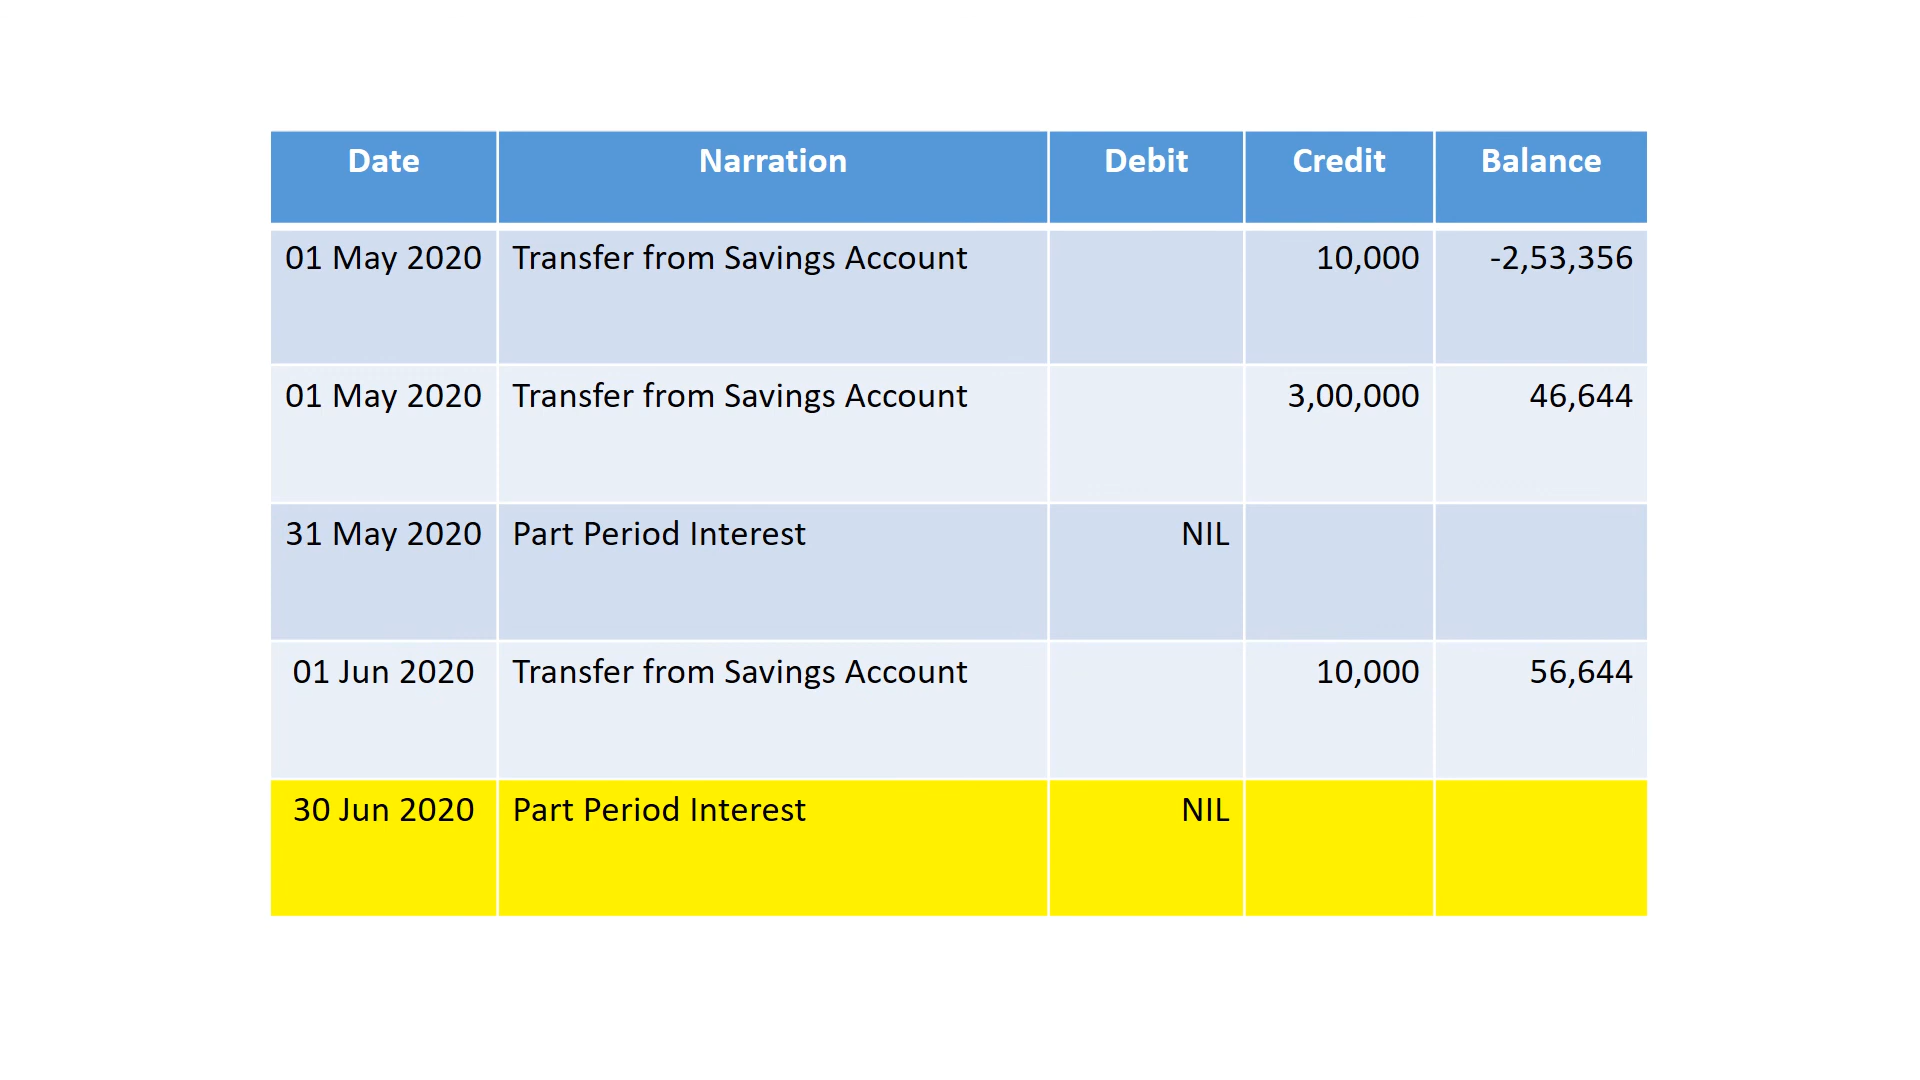 Date Narration Debit Credit Balance
01 May 2020 Transfer from Savings Account 10,000 -2,53,356
01 May 2020 Transfer from Savings Account 3,00,000 46,644
31 May 2020 Part Period Interest NIL
01 Jun 2020 Transfer from Savings Account 10,000 56,644
30 Jun 2020 Part Period Interest NIL